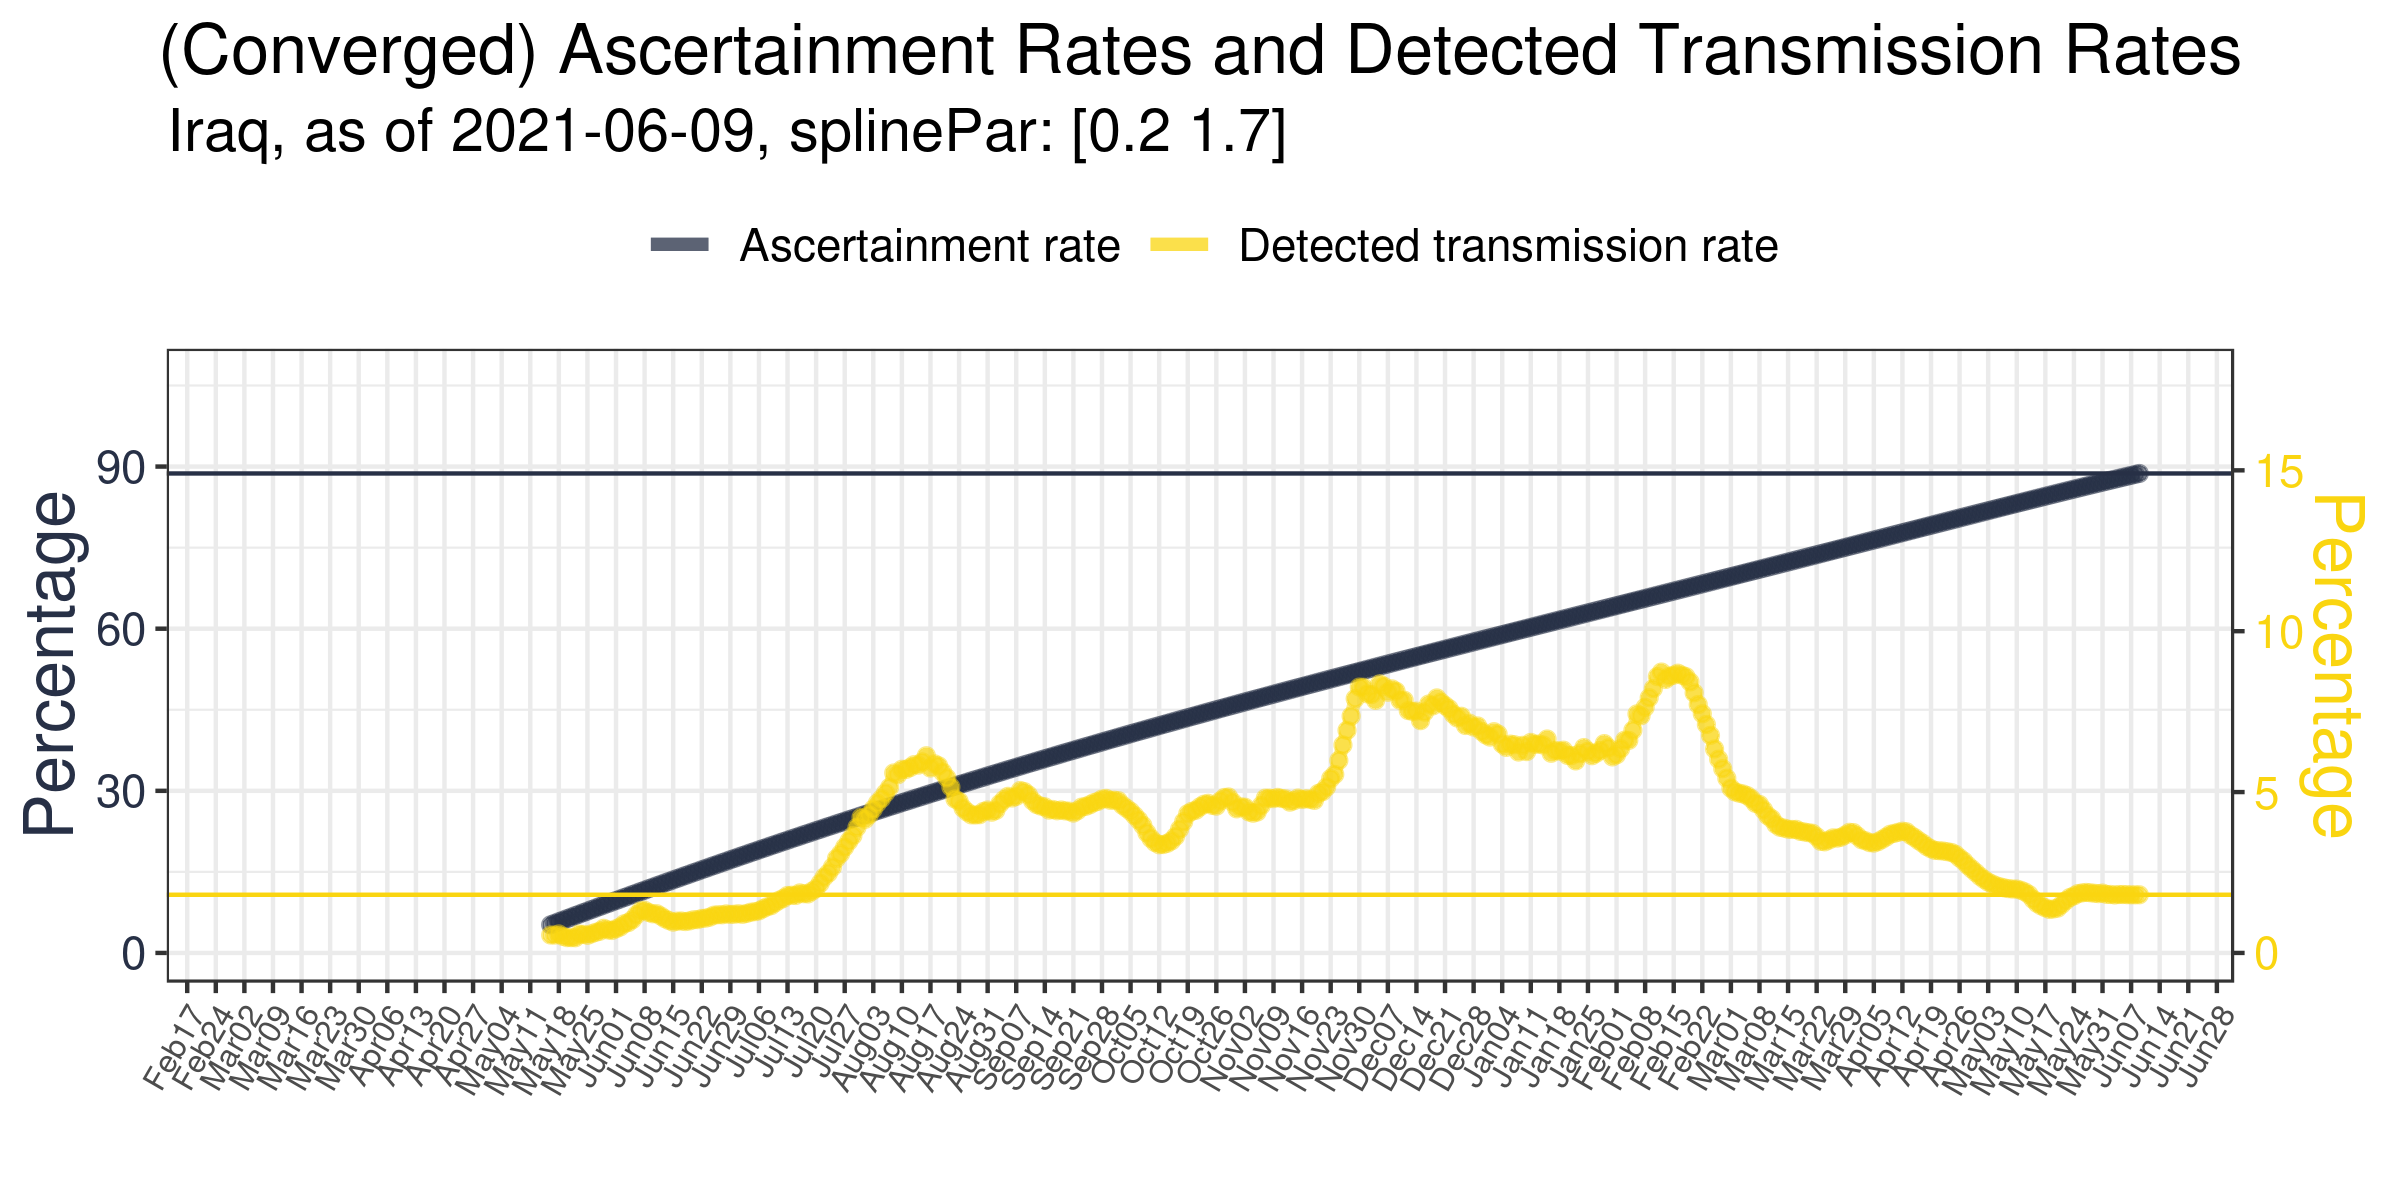 (Converged) Ascertainment Rates and Detected Transmission Rates
Iraq, as of 2021-06-09, splinePar: [0.2 1.7]
Ascertainment rate
Detected transmission rate
Percentage
90
60
30
0
15
10
5
0
Percentage
Feb17
Feb24
Mar02
Mar09
Mar16
Mar23
Mar30
Apr06
Apr13
Apr20
Apr27
May04
May11
May18
May25
Jun01
Jun08
Jun15
Jun22
Jun29
Jul06
Jul13
Jul20
Jul27
Aug03
Aug10
Aug17
Aug24
Aug31
Sep07
Sep14
Sep21
Sep28
Oct05
Oct12
Oct19
Oct26
Nov02
Nov09
Nov16
Nov23
Nov30
Dec07
Dec14
Dec21
Dec28
Jan04
Jan11
Jan18
Jan25
Feb01
Feb08
Feb15
Feb22
Mar01
Mar08
Mar15
Mar22
Mar29
Apr05
Apr12
Apr19
Apr26
May03
May10
May17
May24
May31
Jun07
Jun14
Jun21
Jun28